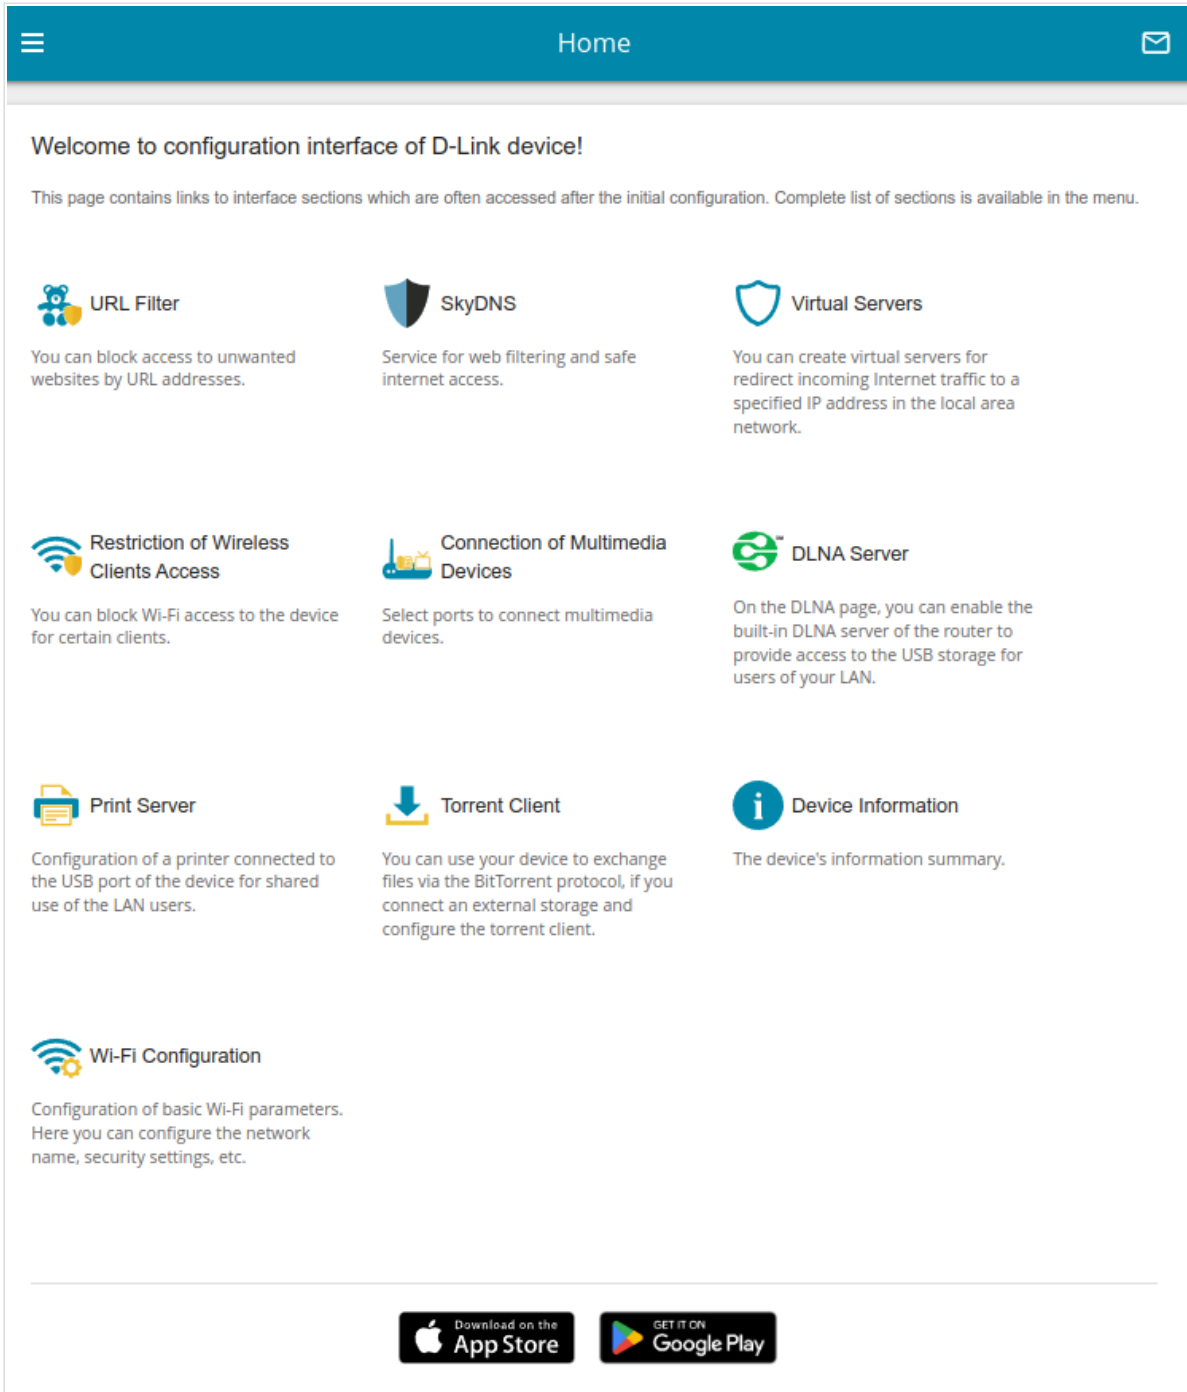 Home
Welcome to configuration interface of D-Link device!
This page contains links to interface sections which are often accessed after the initial configuration. Complete list of sections is available in the menu.
URL Filter
You can block access to unwanted
websites by URL addresses.
SkyDNS
Service for web filtering and safe
internet access.
Virtual Servers
You can create virtual servers for
redirect incoming Internet traffic to a
specified IP address in the local area
network.
Restriction of Wireless
Clients Access
You can block Wi-Fi access to the device
for certain clients.
Connection of Multimedia
Devices
Select ports to connect multimedia
devices.
DLNA Server
On the DLNA page, you can enable the
built-in DLNA server of the router to
provide access to the USB storage for
users of your LAN.
Print Server
Configuration of a printer connected to
the USB port of the device for shared
use of the LAN users.
Torrent Client
You can use your device to exchange
files via the BitTorrent protocol, if you
connect an external storage and
configure the torrent client.
Device Information
The device's information summary.
Wi-Fi Configuration
Configuration of basic Wi-Fi parameters.
Here you can configure the network
name, security settings, etc.
Download on the
App Store
GET IT ON
Google Play